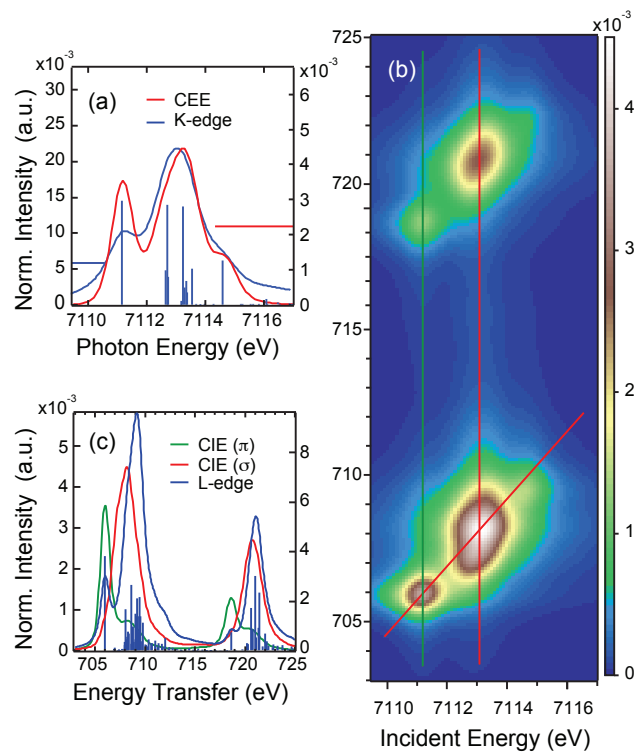 x10⁻³
(a)
CEE
K-edge
x10⁻³
30
25
20
15
10
5
0
6
5
4
3
2
1
0
7110 7112 7114 7116
Norm. Intensity (a.u.)
Photon Energy (eV)
x10⁻³
(c)
CIE (π)
CIE (σ)
L-edge
5
4
3
2
1
0
8
6
4
2
0
705 710 715 720 725
Norm. Intensity (a.u.)
Energy Transfer (eV)
(b)
725
720
715
710
705
7110 7112 7114 7116
Incident Energy (eV)
x10⁻³
4
3
2
1
0